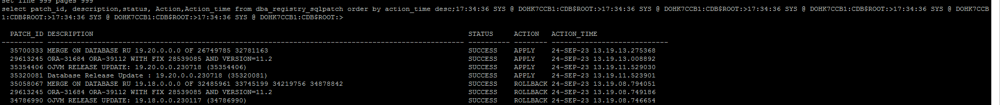 set line 999 pages 999
select patch_id, description,status, Action,Action_time from dba_registry_sqlpatch order by action_time desc;17:34:36 SYS @ DOHK7CCB1:CDB$ROOT:>17:34:36 SYS @ DOHK7CCB1:CDB$ROOT:>17:34:36 SYS @ DOHK7CCB1:CDB$ROOT:>17:34:36 SYS @ DOHK7CCB
1:CDB$ROOT:>17:34:36 SYS @ DOHK7CCB1:CDB$ROOT:>17:34:36 SYS @ DOHK7CCB1:CDB$ROOT:>
PATCH_ID DESCRIPTION STATUS ACTION ACTION_TIME
---------- ---------------------------------------------------------------------------------------------------- ---------- -------- ----------------------------
35700333 MERGE ON DATABASE RU 19.20.0.0.0 OF 26749785 32781163 SUCCESS APPLY 24-SEP-23 13.19.13.275368
29613245 ORA-31684 ORA-39112 WITH FIX 28539085 AND VERSION=11.2 SUCCESS APPLY 24-SEP-23 13.19.13.008892
35354406 OJVM RELEASE UPDATE: 19.20.0.0.230718 (35354406) SUCCESS APPLY 24-SEP-23 13.19.11.529030
35320081 Database Release Update : 19.20.0.0.230718 (35320081) SUCCESS APPLY 24-SEP-23 13.19.11.523901
35058067 MERGE ON DATABASE RU 19.18.0.0.0 OF 32485961 33745199 34219756 34878842 SUCCESS ROLLBACK 24-SEP-23 13.19.08.794051
29613245 ORA-31684 ORA-39112 WITH FIX 28539085 AND VERSION=11.2 SUCCESS ROLLBACK 24-SEP-23 13.19.08.749186
34786990 OJVM RELEASE UPDATE: 19.18.0.0.230117 (34786990) SUCCESS ROLLBACK 24-SEP-23 13.19.08.746654